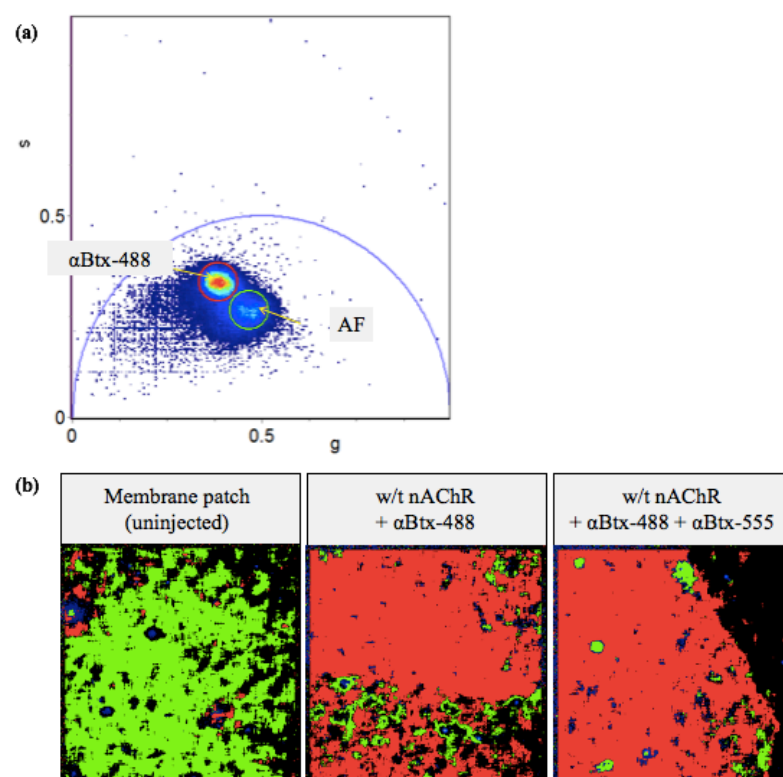 (a)
s
0.5
αBtx-488
AF
0
0
0.5
g
(b)
Membrane patch
(uninjected)
w/t nAChR
+ αBtx-488
w/t nAChR
+ αBtx-488 + αBtx-555